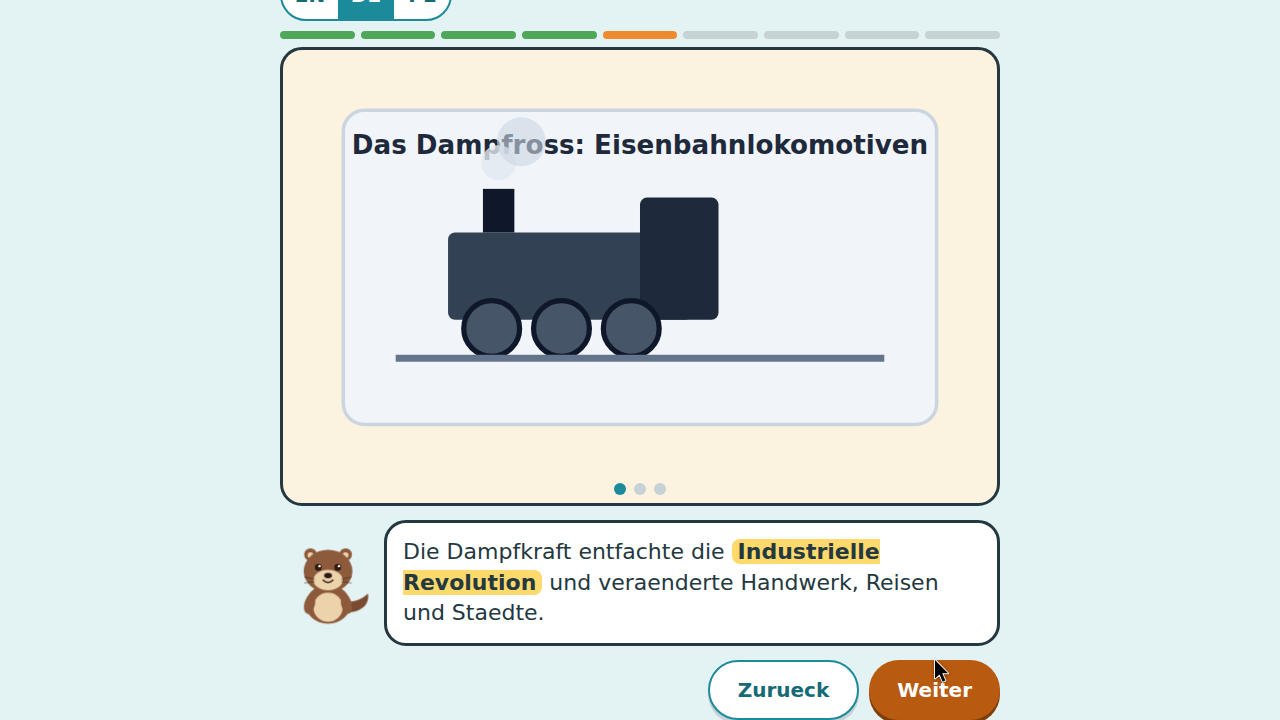 Das Dampfross: Eisenbahnlokomotiven
Die Dampfkraft entfachte die Industrielle
Revolution und veraenderte Handwerk, Reisen
und Staedte.
Zurueck Weiter